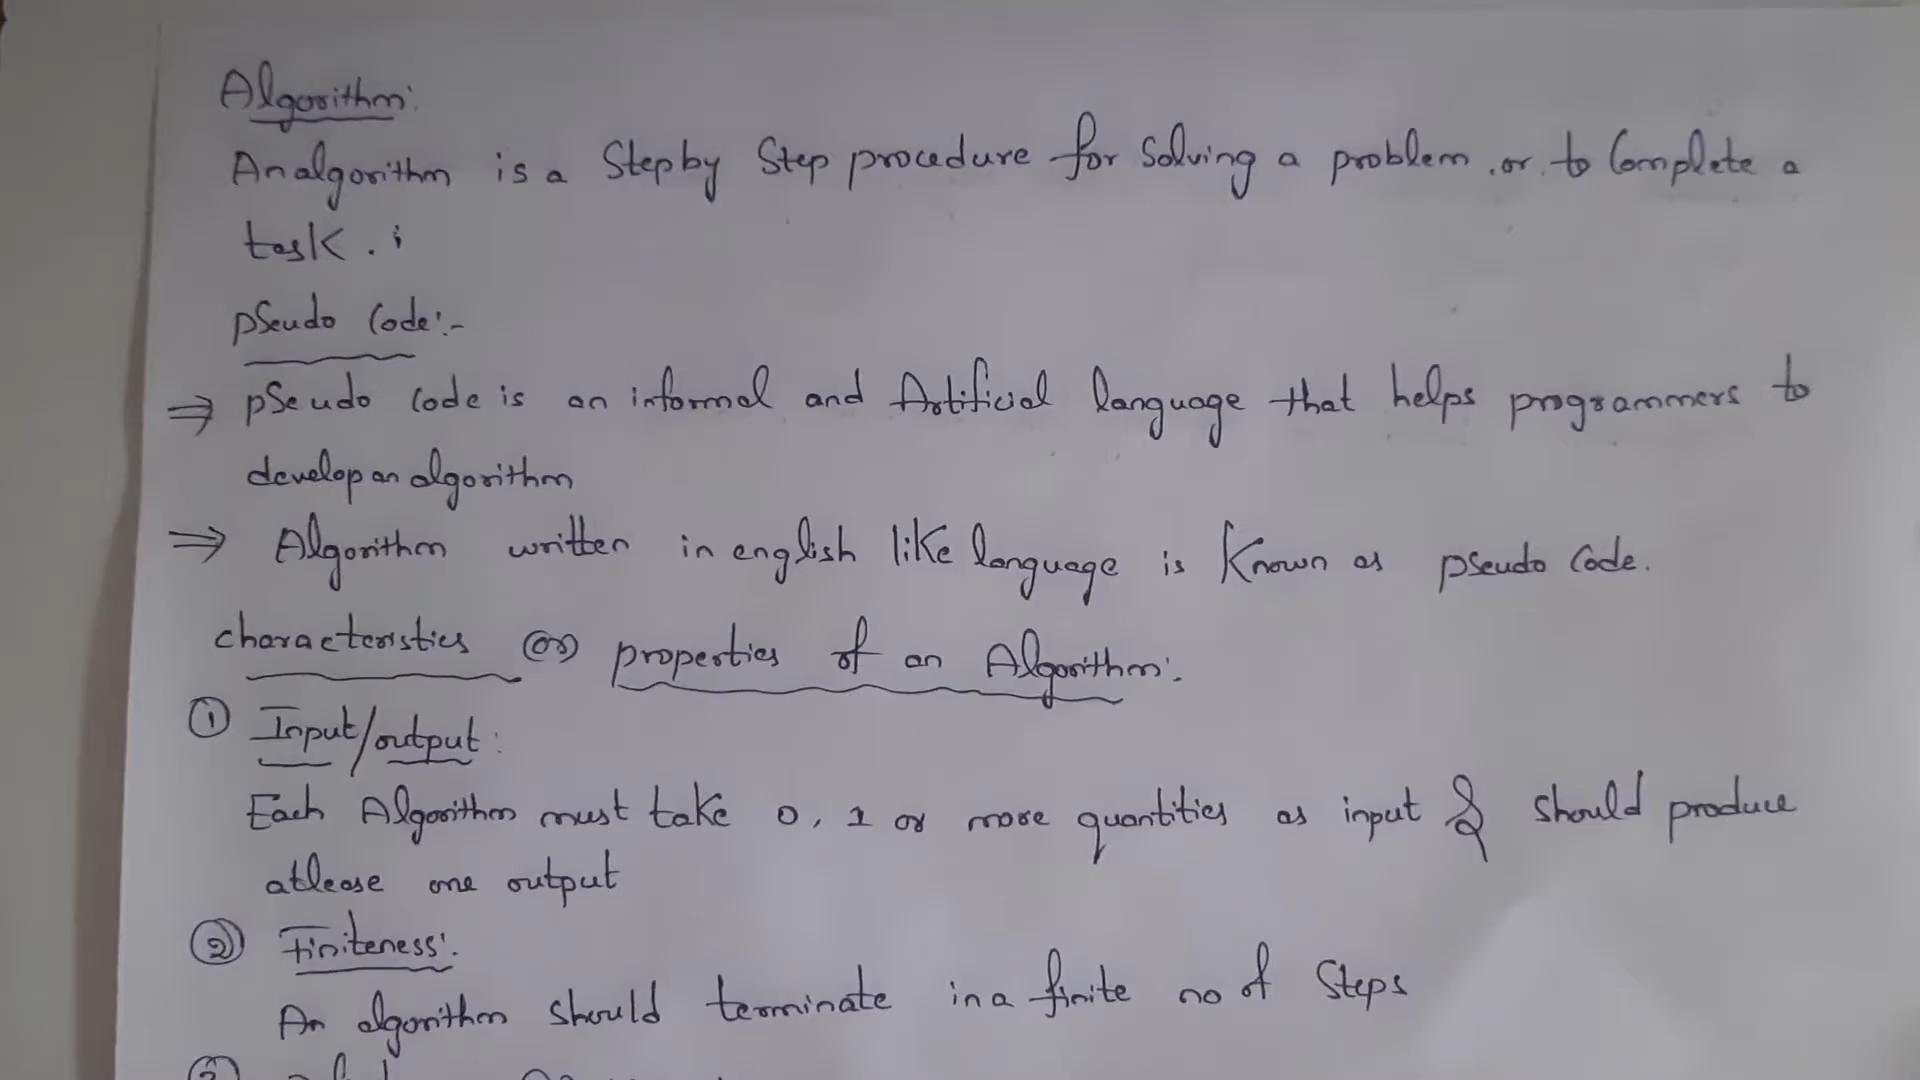 Algorithm:
An algorithm is a Step by Step procedure for Solving a problem .or. to Complete a
task.
pSeudo Code:-
⇒ pSeudo Code is an informal and Artificial language that helps programmers to
develop an algorithm
⇒ Algorithm written in english like language is Known as pseudo Code.
characteristics (or) properties of an Algorithm:
① Input/output:
Each Algorithm must take 0, 1 or more quantities as input & should produce
atlease one output
② Finiteness:
An algorithm should terminate in a finite no of Steps